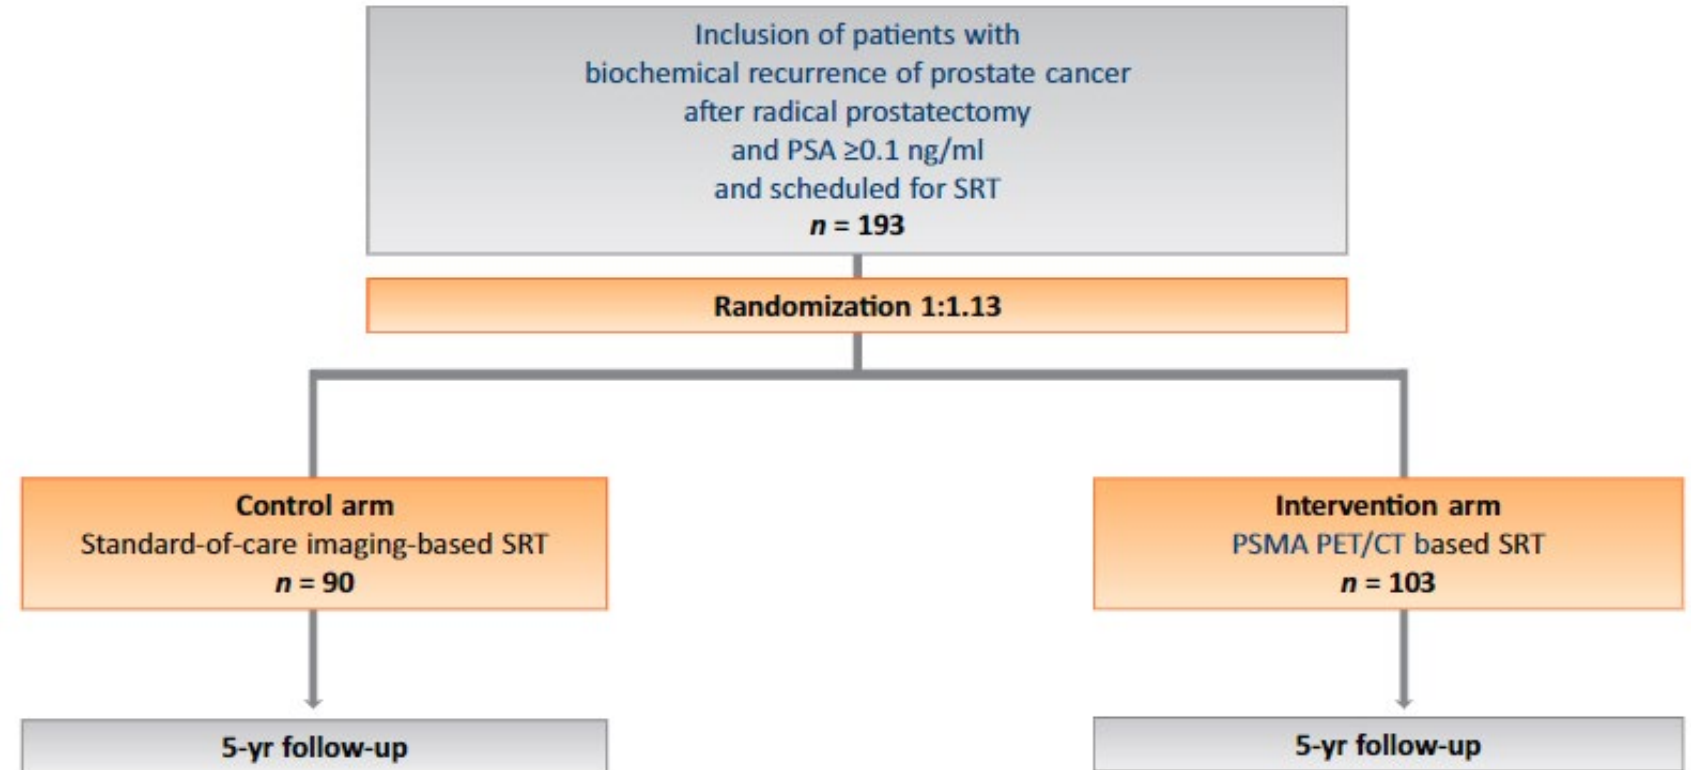 Inclusion of patients with
biochemical recurrence of prostate cancer
after radical prostatectomy
and PSA ≥0.1 ng/ml
and scheduled for SRT
n = 193
Randomization 1:1.13
Control arm
Standard-of-care imaging-based SRT
n = 90
Intervention arm
PSMA PET/CT based SRT
n = 103
5-yr follow-up
5-yr follow-up